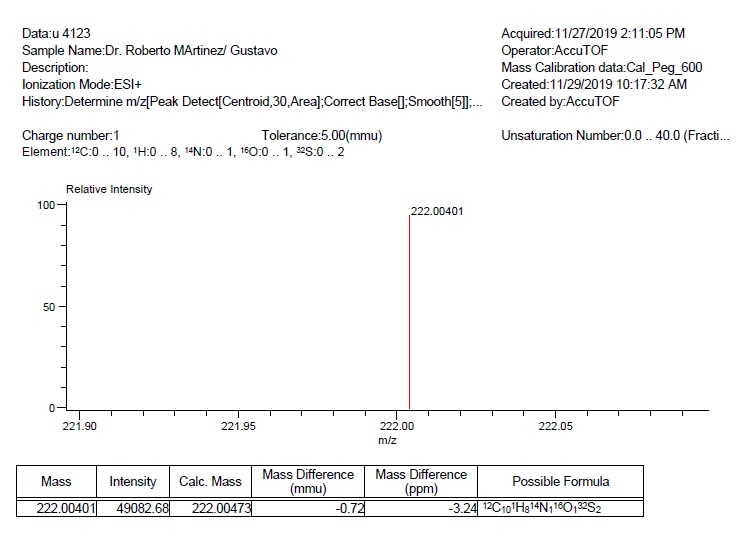 Data:u 4123 Acquired:11/27/2019 2:11:05 PM
Sample Name:Dr. Roberto MArtinez/ Gustavo Operator:AccuTOF
Description: Mass Calibration data:Cal_Peg_600
Ionization Mode:ESI+ Created:11/29/2019 10:17:32 AM
History:Determine m/z[Peak Detect[Centroid,30,Area];Correct Base[];Smooth[5]];... Created by:AccuTOF
Charge number:1 Tolerance:5.00(mmu) Unsaturation Number:0.0 .. 40.0 (Fracti...
Element:¹²C:0 .. 10, ¹H:0 .. 8, ¹⁴N:0 .. 1, ¹⁶O:0 .. 1, ³²S:0 .. 2
Relative Intensity
100
222.00401
50
0
221.90 221.95 222.00 222.05
m/z
Mass Intensity Calc. Mass Mass Difference (mmu) Mass Difference (ppm) Possible Formula
222.00401 49082.68 222.00473 -0.72 -3.24 ¹²C₁₀¹H₈¹⁴N₁¹⁶O₁³²S₂